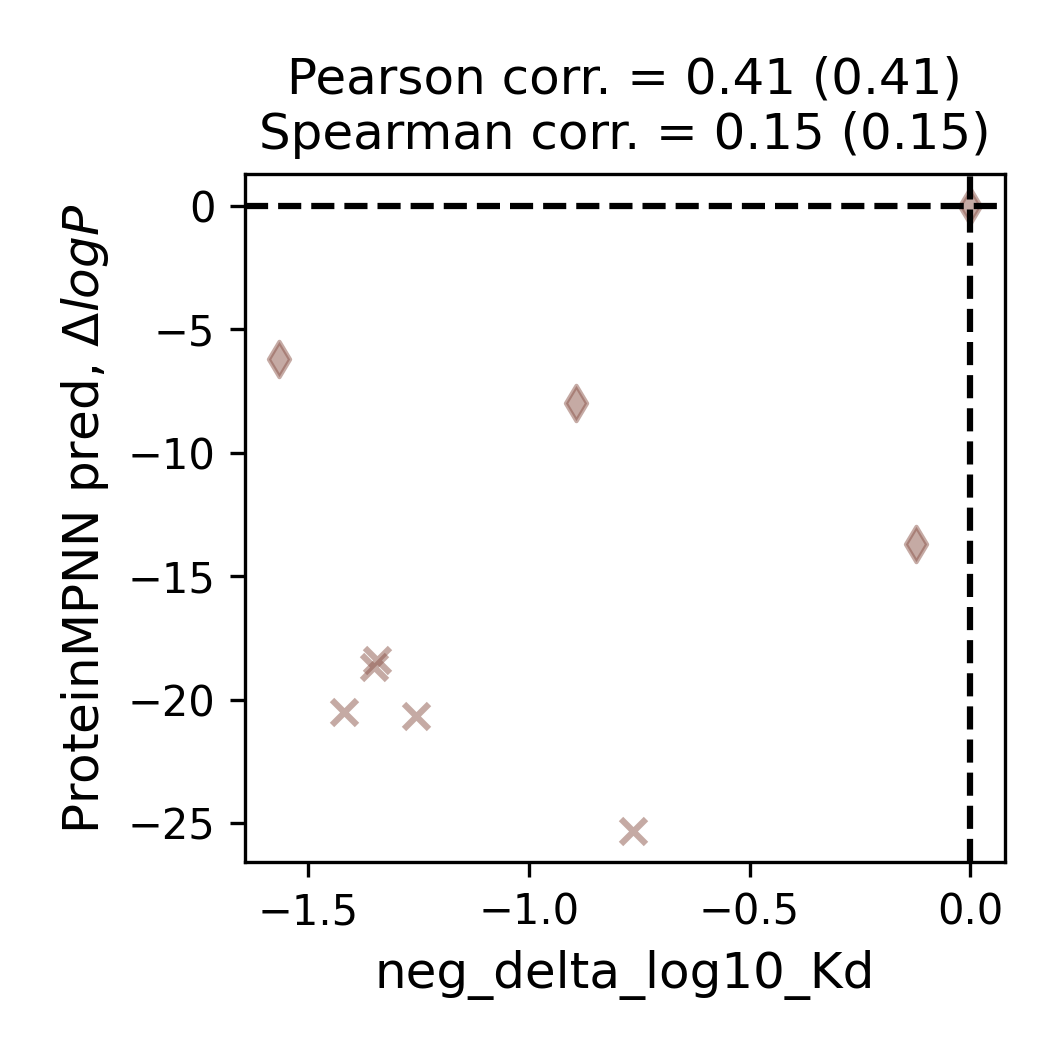 Pearson corr. = 0.41 (0.41)
Spearman corr. = 0.15 (0.15)
ProteinMPNN pred, ΔlogP
0
−5
−10
−15
−20
−25
−1.5 −1.0 −0.5 0.0
neg_delta_log10_Kd